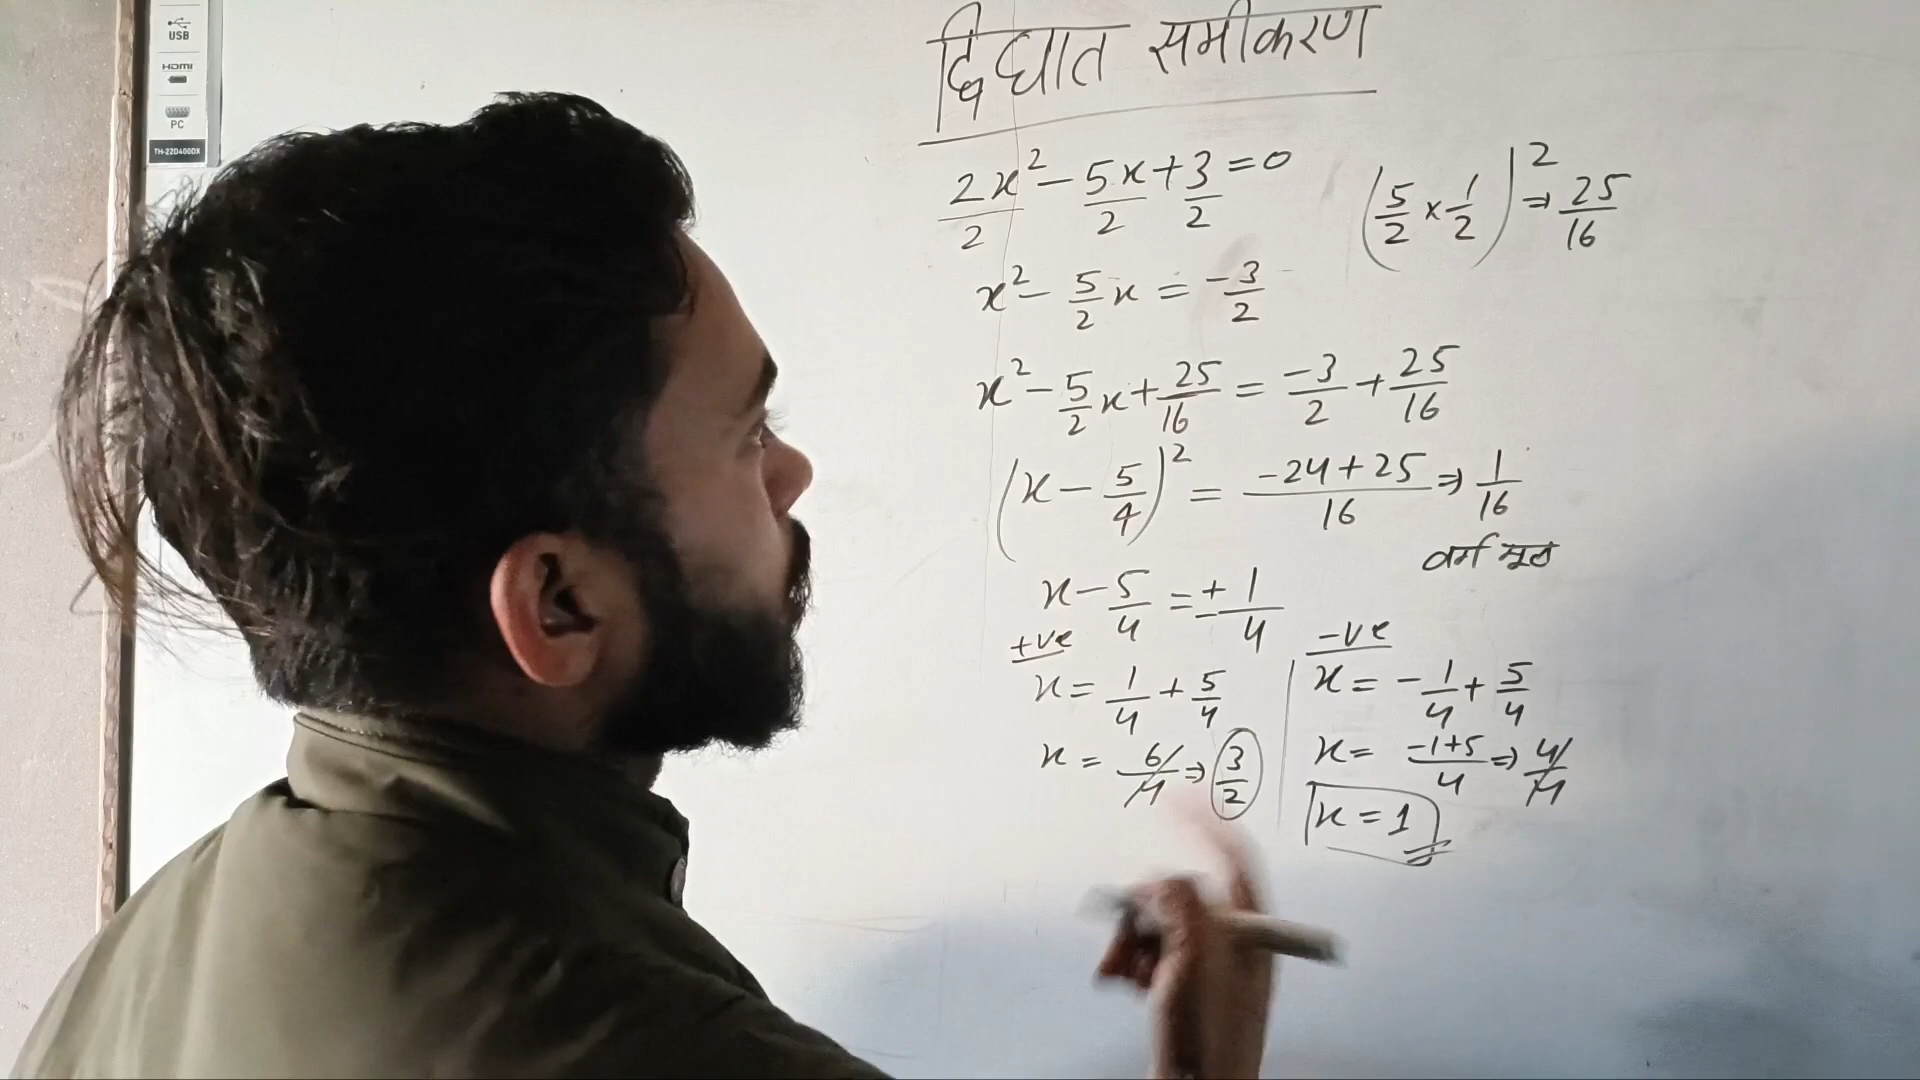 USB
HDMI
PC
TH-22D400DX
द्विघात समीकरण
2x²/2 - 5x/2 + 3/2 = 0
(5/2 × 1/2)² ⇒ 25/16
x² - 5/2 x = -3/2
x² - 5/2 x + 25/16 = -3/2 + 25/16
(x - 5/4)² = (-24+25)/16 ⇒ 1/16
वर्ग मूल
x - 5/4 = ± 1/4
+ve
x = 1/4 + 5/4
x = 6/4 ⇒ 3/2
-ve
x = -1/4 + 5/4
x = (-1+5)/4 ⇒ 4/4
x = 1